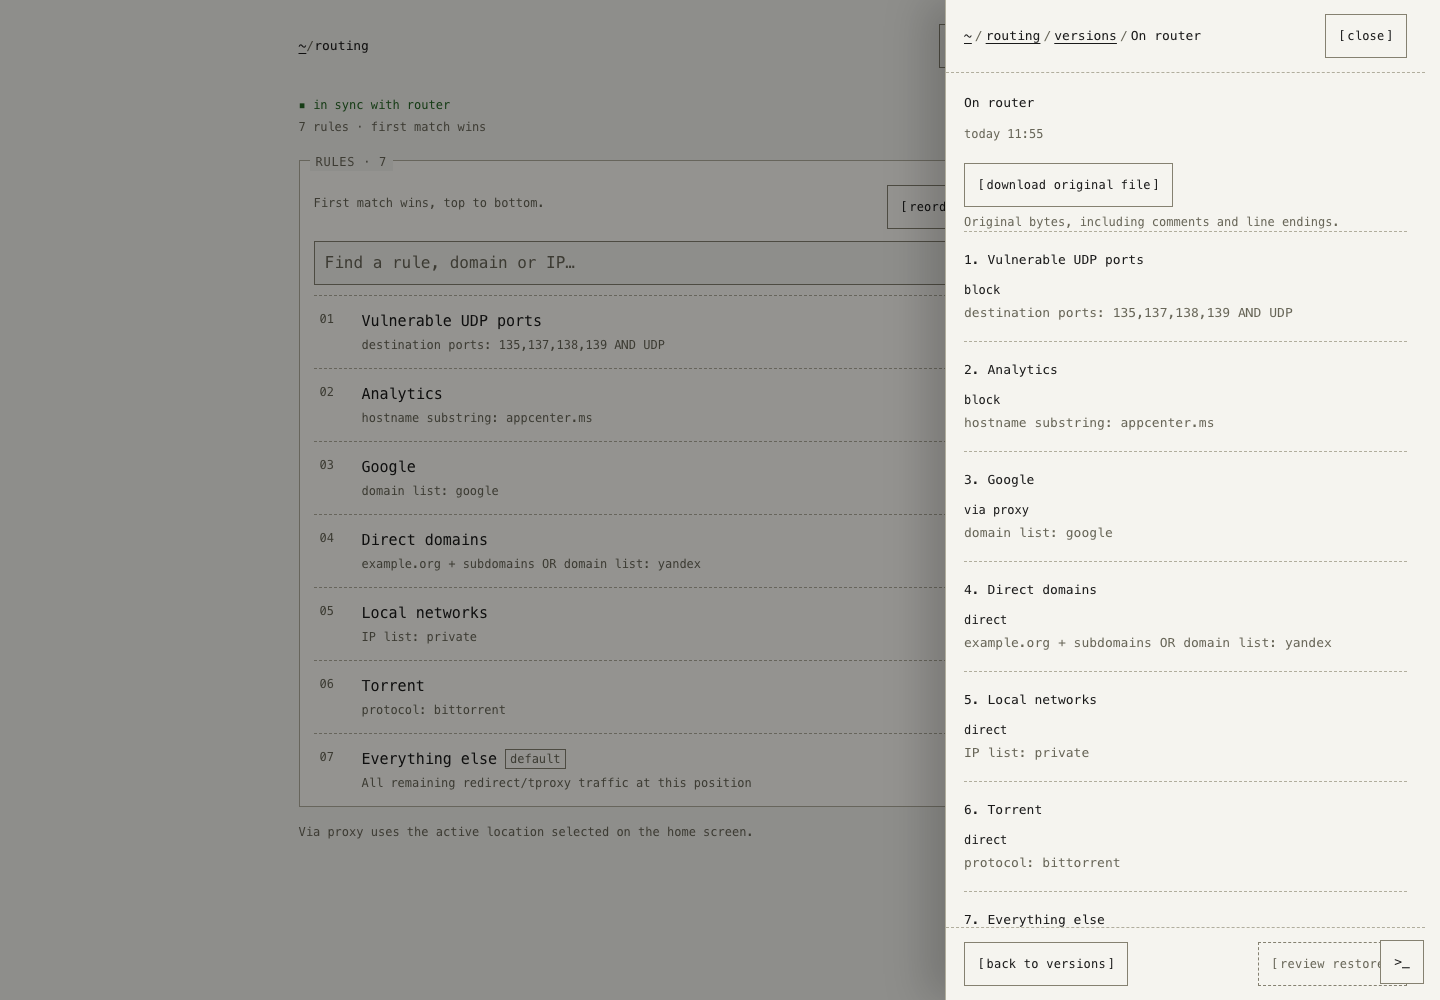 ~/routing
▪ in sync with router
7 rules · first match wins
RULES · 7
First match wins, top to bottom.
[reord
Find a rule, domain or IP…
01 Vulnerable UDP ports
destination ports: 135,137,138,139 AND UDP
02 Analytics
hostname substring: appcenter.ms
03 Google
domain list: google
04 Direct domains
example.org + subdomains OR domain list: yandex
05 Local networks
IP list: private
06 Torrent
protocol: bittorrent
07 Everything else default
All remaining redirect/tproxy traffic at this position
Via proxy uses the active location selected on the home screen.
~ / routing / versions / On router
[close]
On router
today 11:55
[download original file]
Original bytes, including comments and line endings.
1. Vulnerable UDP ports
block
destination ports: 135,137,138,139 AND UDP
2. Analytics
block
hostname substring: appcenter.ms
3. Google
via proxy
domain list: google
4. Direct domains
direct
example.org + subdomains OR domain list: yandex
5. Local networks
direct
IP list: private
6. Torrent
direct
protocol: bittorrent
7. Everything else
[back to versions]
[review restore
>_